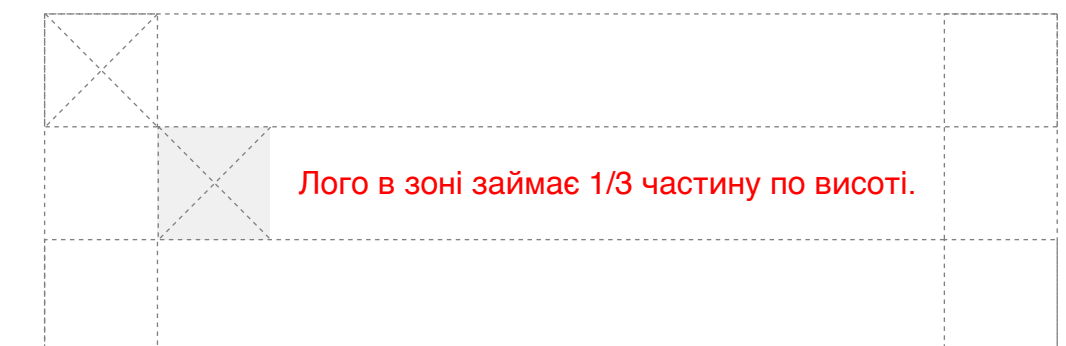 Лого в зоні займає 1/3 частину по висоті.